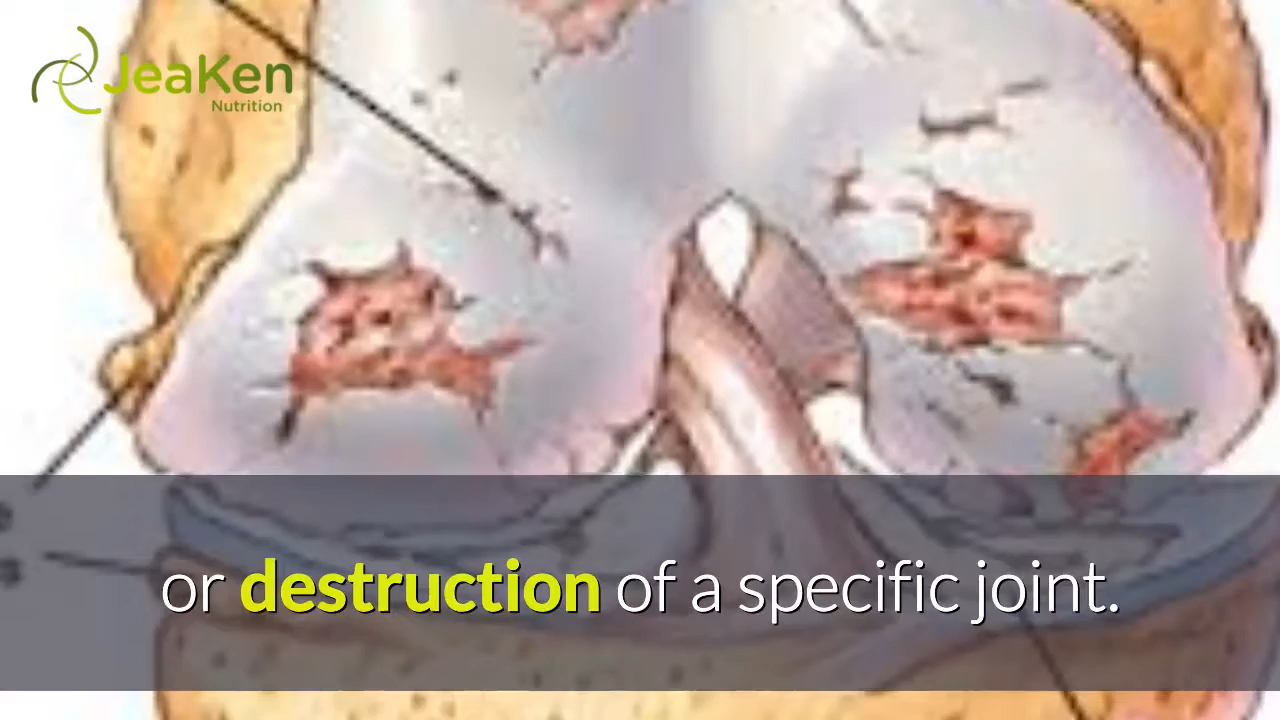 JeaKen
Nutrition
or destruction of a specific joint.